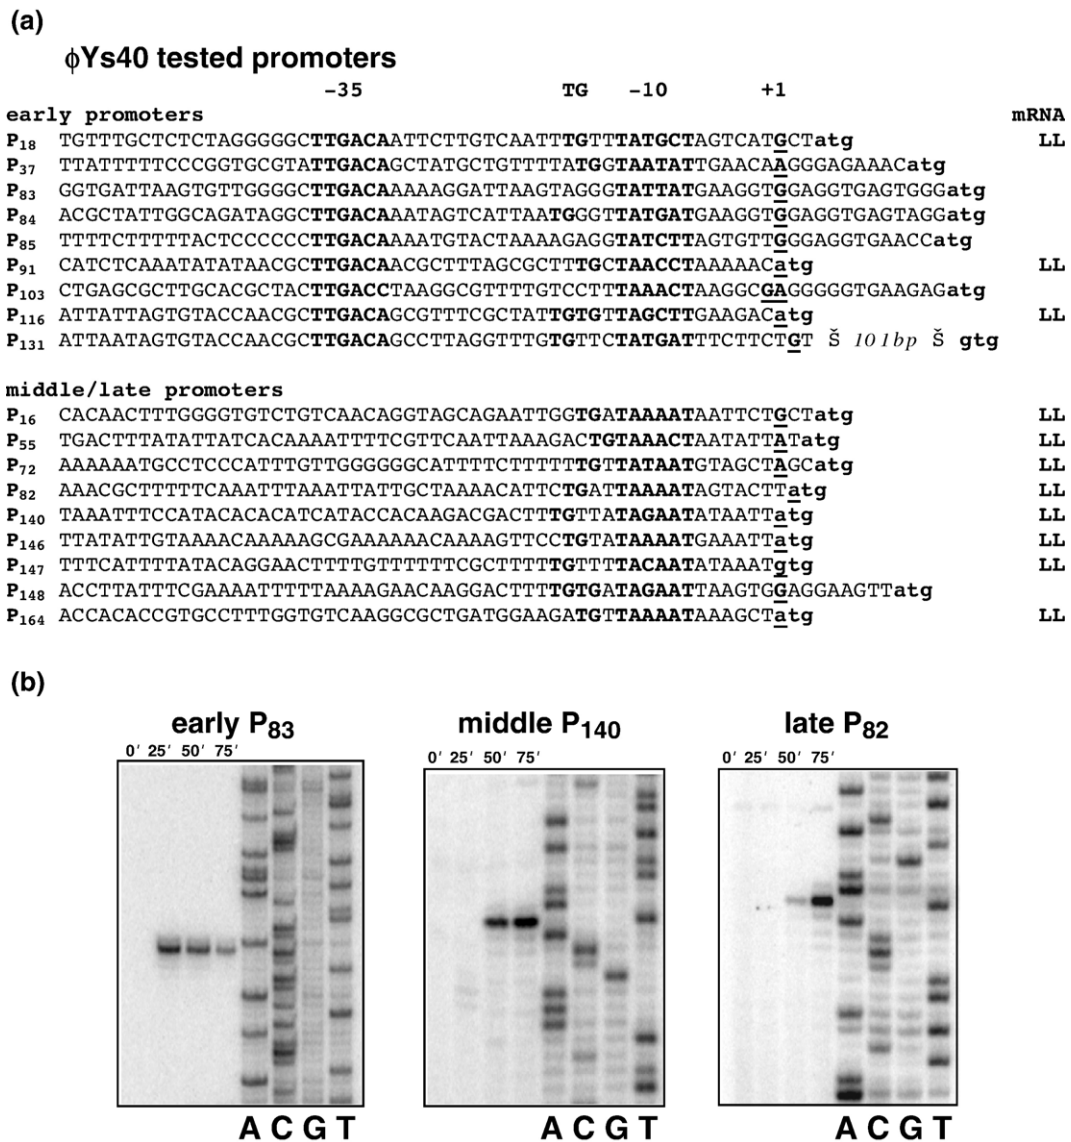 (a)
ϕYs40 tested promoters
-35 TG -10 +1
early promoters mRNA
P18 TGTTTGCTCTCTAGGGGGCTTGACAATTCTTGTCAATTTGTTTATGCTAGTCATGCTatg LL
P37 TTATTTTTCCCGGTGCGTATTGACAGCTATGCTGTTTTATGGTAATATTGAACAAGGGAGAAACatg
P83 GGTGATTAAGTGTTGGGGCTTGACAAAAAGGATTAAGTAGGGTATTATGAAGGTGGAGGTGAGTGGGatg
P84 ACGCTATTGGCAGATAGGCTTGACAAATAGTCATTAATGGGTTATGATGAAGGTGGAGGTGAGTAGGatg
P85 TTTTCTTTTTACTCCCCCCTTGACAAAATGTACTAAAAGAGGTATCTTAGTGTTGGGAGGTGAACCatg
P91 CATCTCAAATATATAACGCTTGACAACGCTTTAGCGCTTTGCTAACCTAAAAACatg LL
P103 CTGAGCGCTTGCACGCTACTTGACCTAAGGCGTTTTGTCCTTTTAAACTAAGGCGAGGGGGTGAAGAGatg
P116 ATTATTAGTGTACCAACGCTTGACAGCGTTTCGCTATTGTGTTAGCTTGAAGACatg LL
P131 ATTAATAGTGTACCAACGCTTGACAGCCTTAGGTTTGTGTTCTATGATTTCTTCTGT Š 101bp Š gtg
middle/late promoters
P16 CACAACTTTGGGGTGTCTGTCAACAGGTAGCAGAATTGGTGATAAAATAATTCTGCTatg LL
P55 TGACTTTATATTATCACAAAATTTTCGTTCAATTAAAGACTGTAAACTAATATTATatg LL
P72 AAAAAATGCCTCCCATTTGTTGGGGGGCATTTTCTTTTTTTGTTATAATGTAGCTAGCatg LL
P82 AAACGCTTTTTCAAATTTAAATTATTGCTAAAACATTCTGATTAAAATAGTACTTatg LL
P140 TAAATTTCCATACACACATCATACCACAAGACGACTTTGTTATAGAATATAATTatg LL
P146 TTATATTGTAAAACAAAAAGCGAAAAAACAAAAGTTCCTGTATAAAATGAAATTatg LL
P147 TTTCATTTTATACAGGAACTTTTGTTTTTTCGCTTTTTGTTTTACAATATAAATgtg LL
P148 ACCTTATTTCGAAAATTTTTAAAAGAACAAGGACTTTTGTGATAGAATTAAGTGGAGGAAGTTatg
P164 ACCACACCGTGCCTTTGGTGTCAAGGCGCTGATGGAAGATGTTAAAATAAAGCTatg LL
(b)
early P83 middle P140 late P82
0′ 25′ 50′ 75′ 0′ 25′ 50′ 75′ 0′ 25′ 50′ 75′
A C G T A C G T A C G T